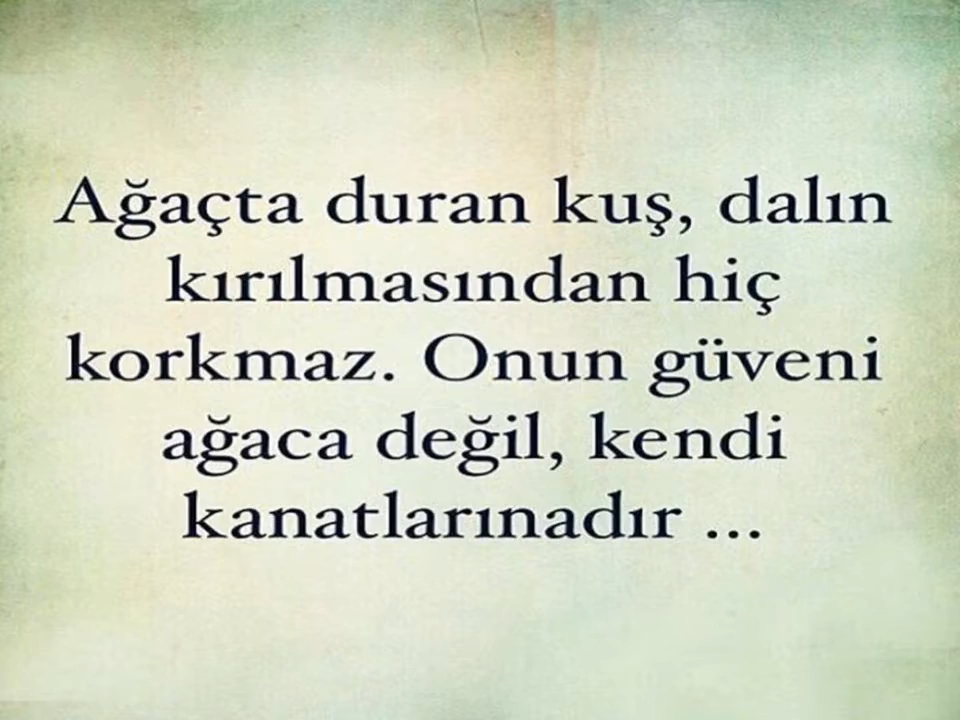 Ağaçta duran kuş, dalın
kırılmasından hiç
korkmaz. Onun güveni
ağaca değil, kendi
kanatlarınadır ...